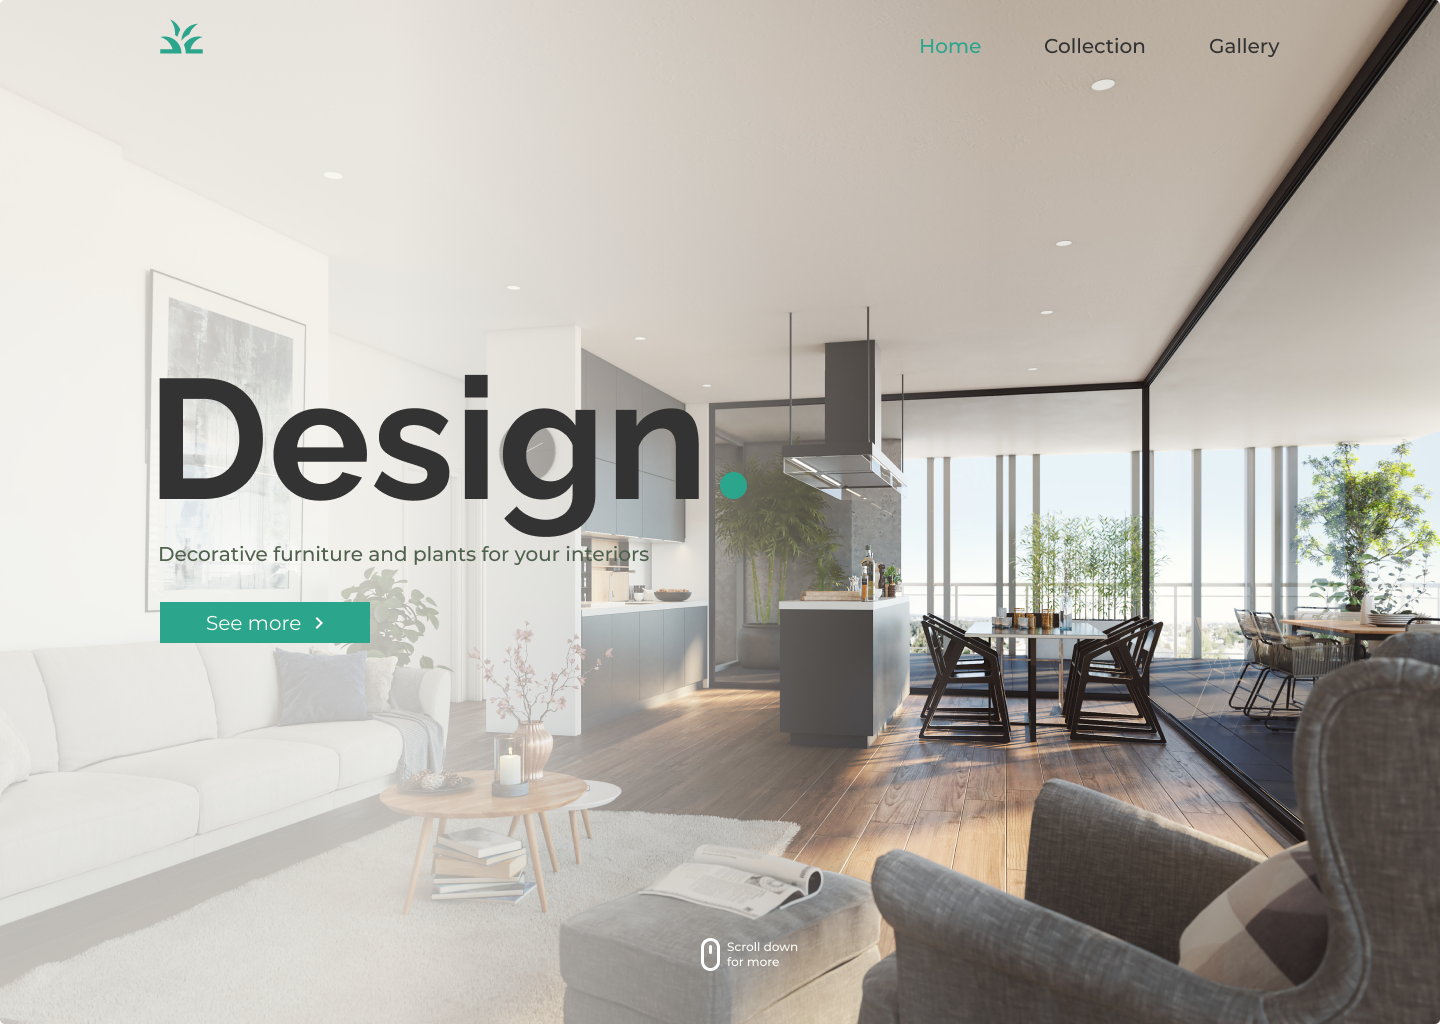 Home
Collection
Gallery
Design.
Decorative furniture and plants for your interiors
See more
Scroll down
for more